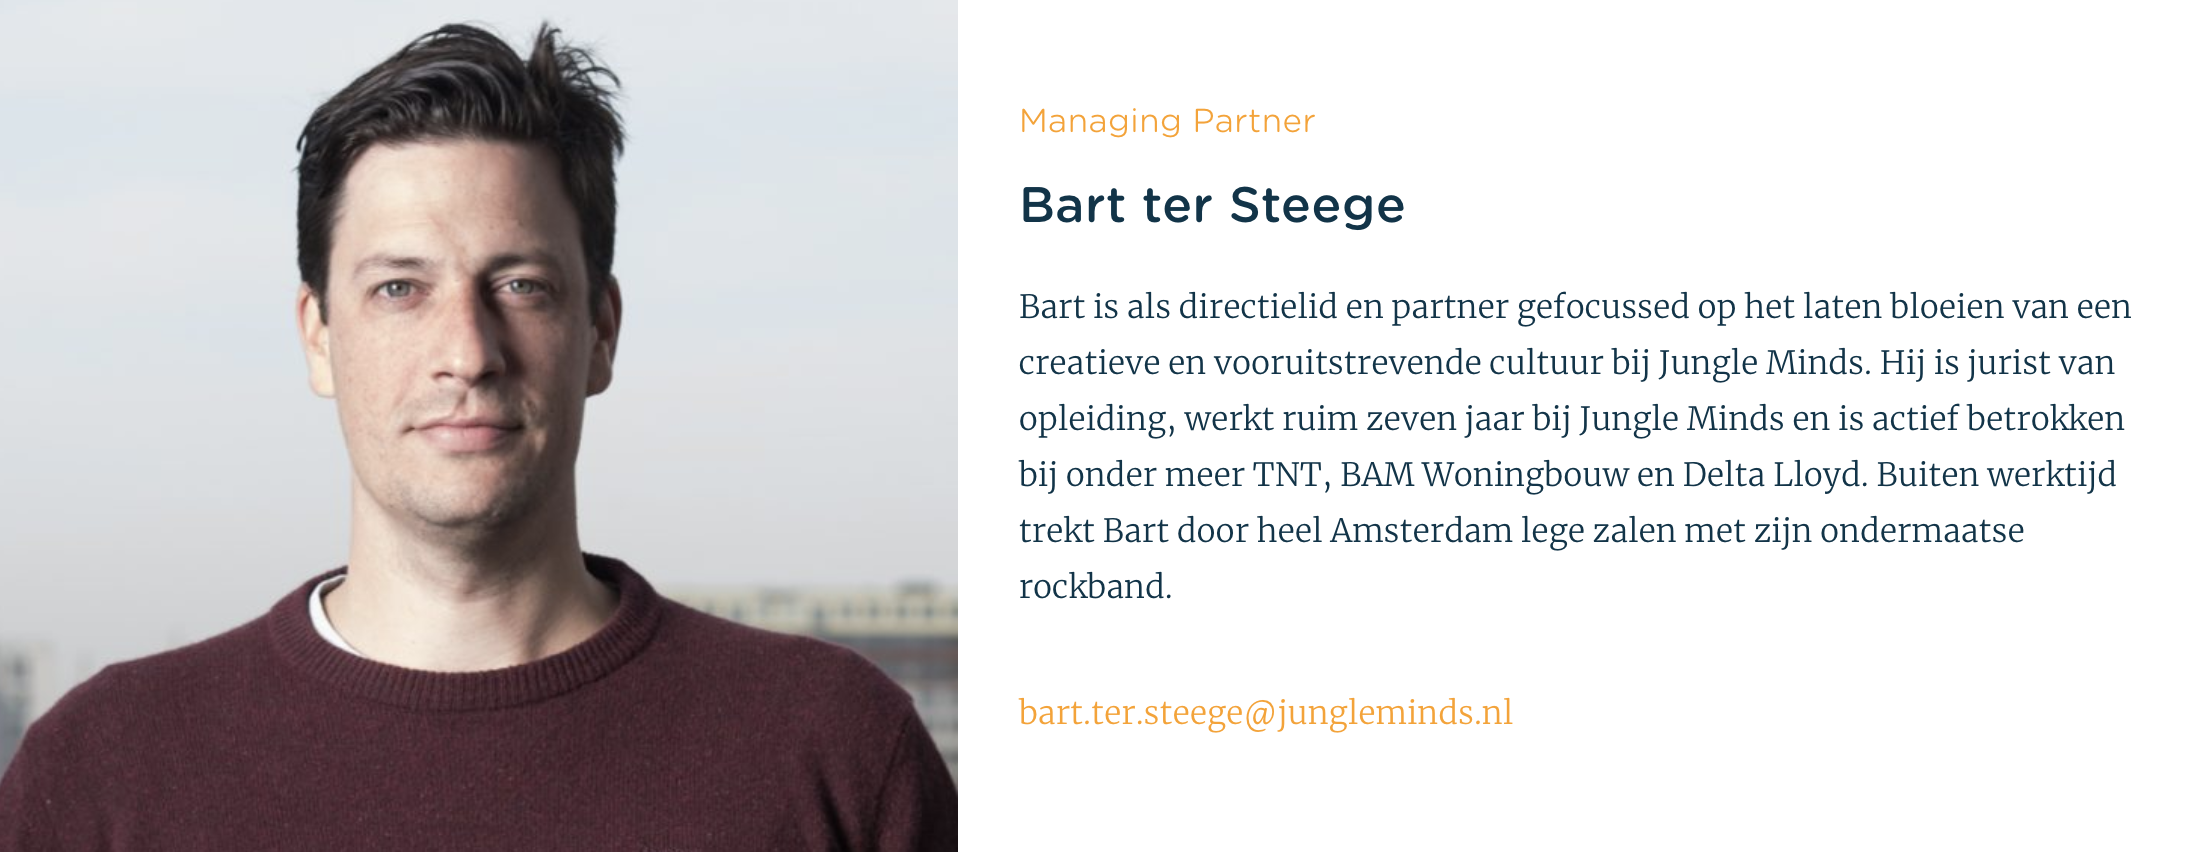 Managing Partner
Bart ter Steege
Bart is als directielid en partner gefocussed op het laten bloeien van een
creatieve en vooruitstrevende cultuur bij Jungle Minds. Hij is jurist van
opleiding, werkt ruim zeven jaar bij Jungle Minds en is actief betrokken
bij onder meer TNT, BAM Woningbouw en Delta Lloyd. Buiten werktijd
trekt Bart door heel Amsterdam lege zalen met zijn ondermaatse
rockband.
bart.ter.steege@jungleminds.nl